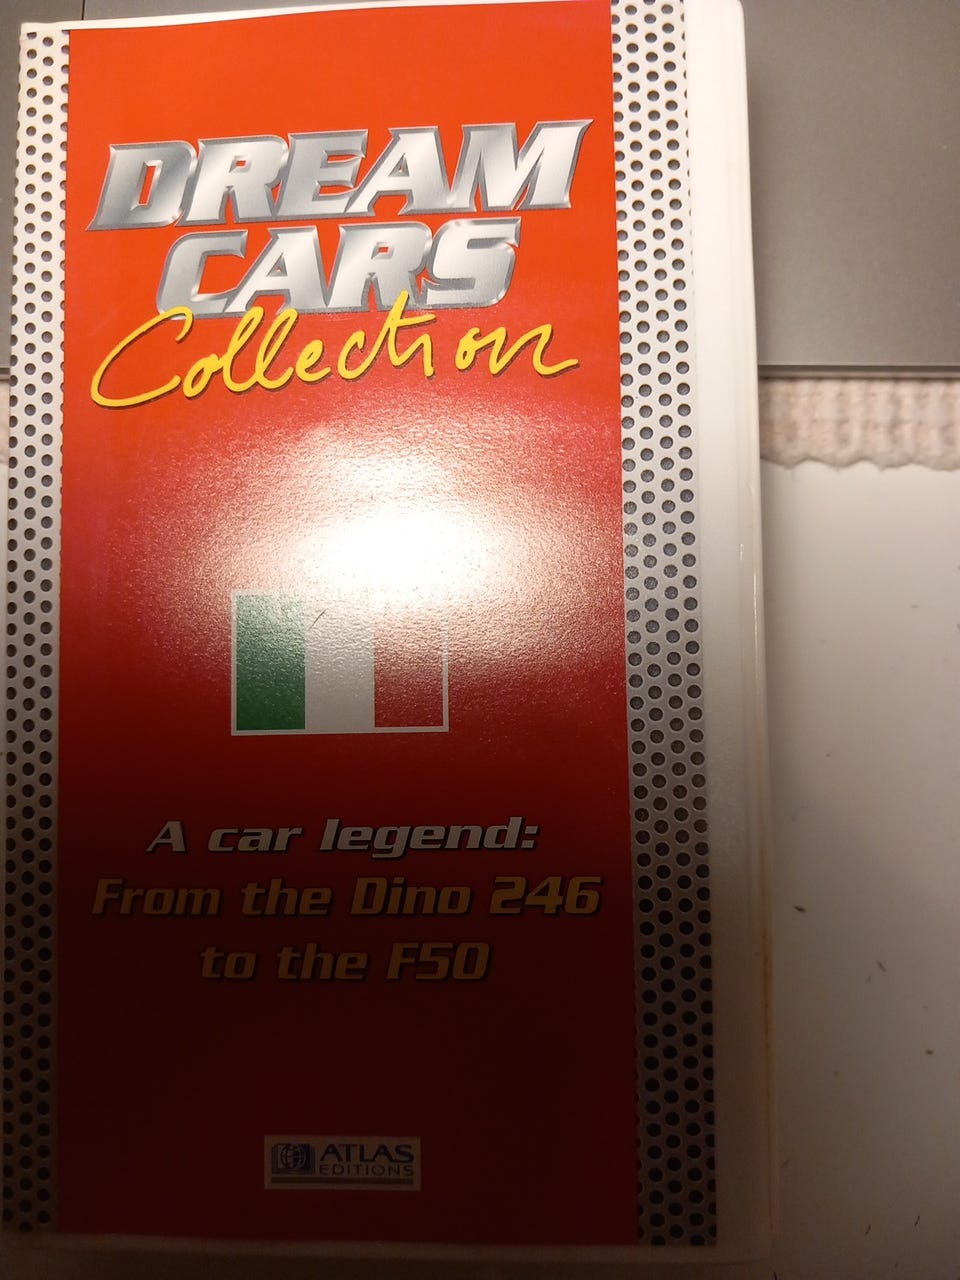 DREAM
CARS
Collection
A car legend:
From the Dino 246
to the F50
ATLAS
EDITIONS